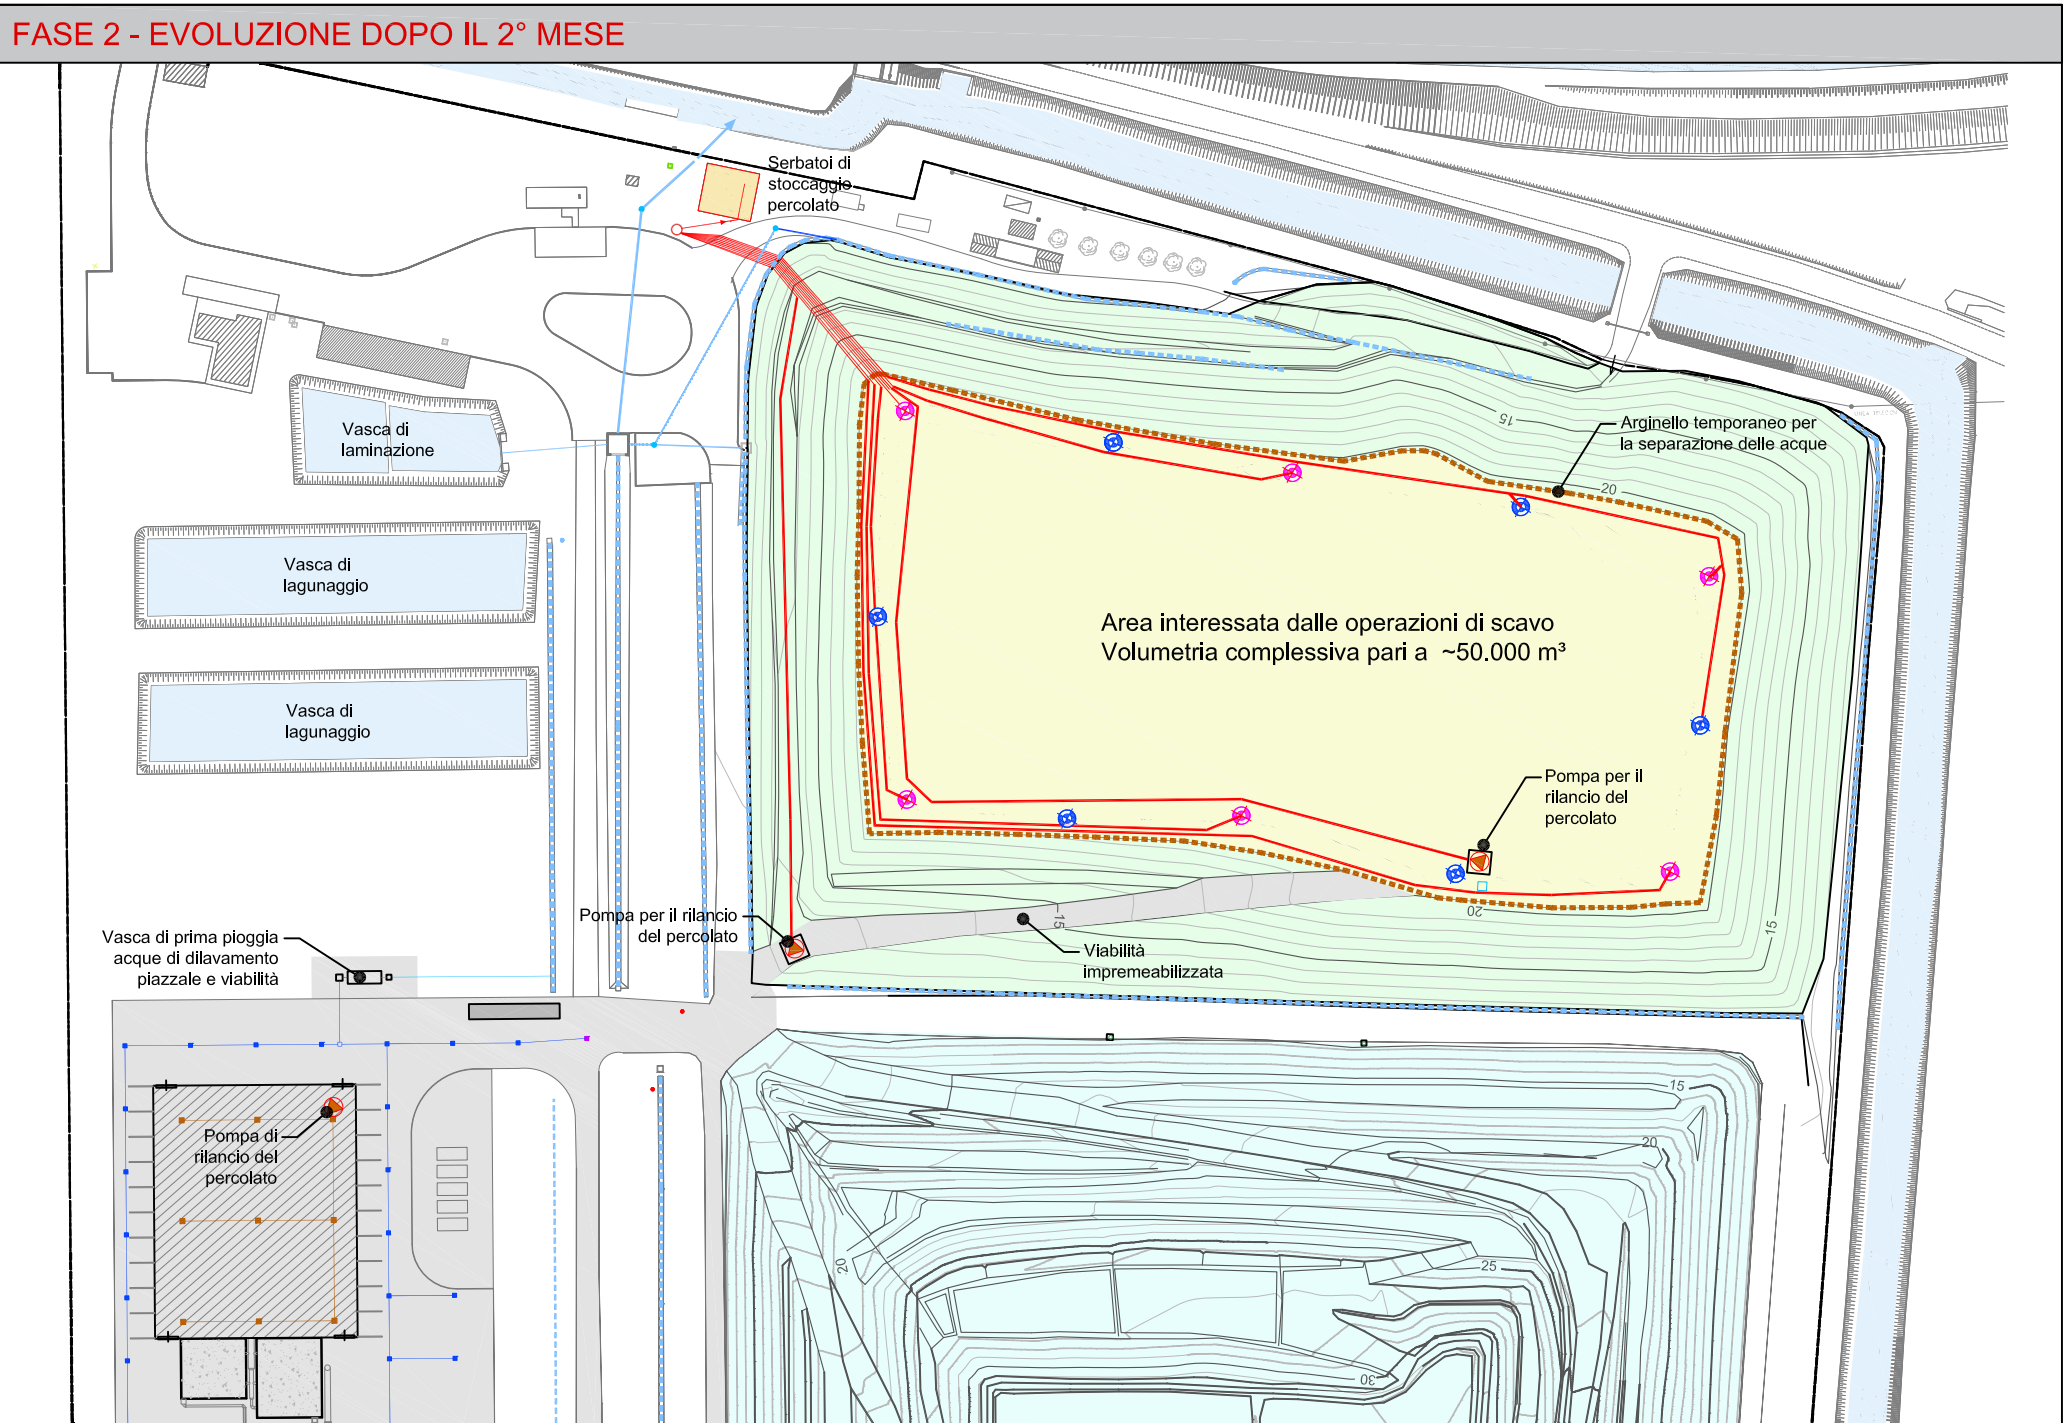 FASE 2 - EVOLUZIONE DOPO IL 2° MESE
Serbatoi di
stoccaggio
percolato
Vasca di
laminazione
15
Arginello temporaneo per
la separazione delle acque
20
Vasca di
lagunaggio
Area interessata dalle operazioni di scavo
Volumetria complessiva pari a ~50.000 m³
Vasca di
lagunaggio
Pompa per il
rilancio del
percolato
Pompa per il rilancio
del percolato
15
20
15
Viabilità
impremeabilizzata
Vasca di prima pioggia
acque di dilavamento
piazzale e viabilità
15
Pompa di
rilancio del
percolato
20
20
25
30